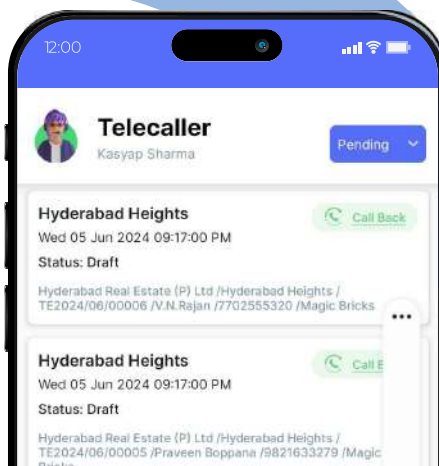 12:00
Telecaller
Kasyap Sharma
Pending
Hyderabad Heights
Call Back
Wed 05 Jun 2024 09:17:00 PM
Status: Draft
Hyderabad Real Estate (P) Ltd /Hyderabad Heights /
TE2024/06/00006 /V.N.Rajan /7702555320 /Magic Bricks
Hyderabad Heights
Call
Wed 05 Jun 2024 09:17:00 PM
Status: Draft
Hyderabad Real Estate (P) Ltd /Hyderabad Heights /
TE2024/06/00005 /Praveen Boppana /9821633279 /Magic
Bricks